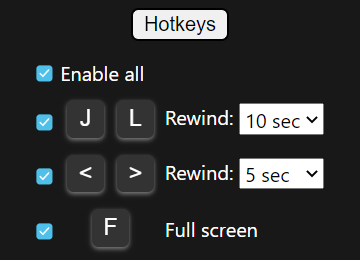 Hotkeys
Enable all
J L Rewind: 10 sec
< > Rewind: 5 sec
F Full screen